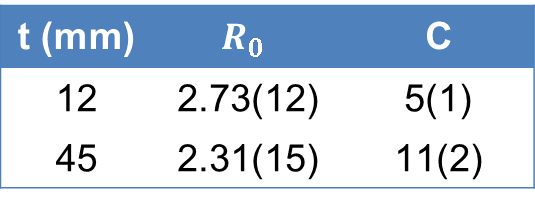 t (mm) R₀ C
12 2.73(12) 5(1)
45 2.31(15) 11(2)